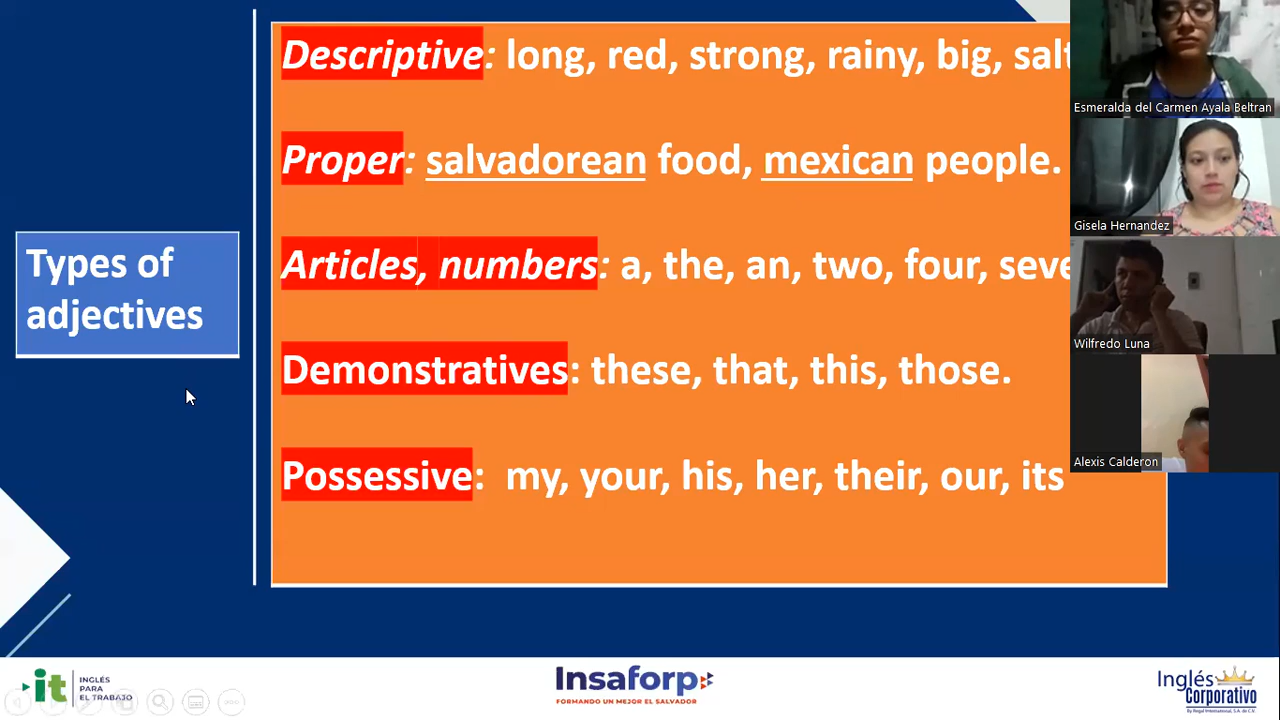 Descriptive: long, red, strong, rainy, big,
Proper: salvadorean food, mexican people.
Articles, numbers: a, the, an, two, four,
Types of
adjectives
Demonstratives: these, that, this, those.
Possessive: my, your, his, her, their, our, its
Esmeralda del Carmen Ayala Beltran
Gisela Hernandez
Wilfredo Luna
Alexis Calderon
it INGLÉS
PARA
EL TRABAJO
Insaforp
FORMANDO UN MEJOR EL SALVADOR
Inglés
Corporativo
By Regal International, S.A. de C.V.